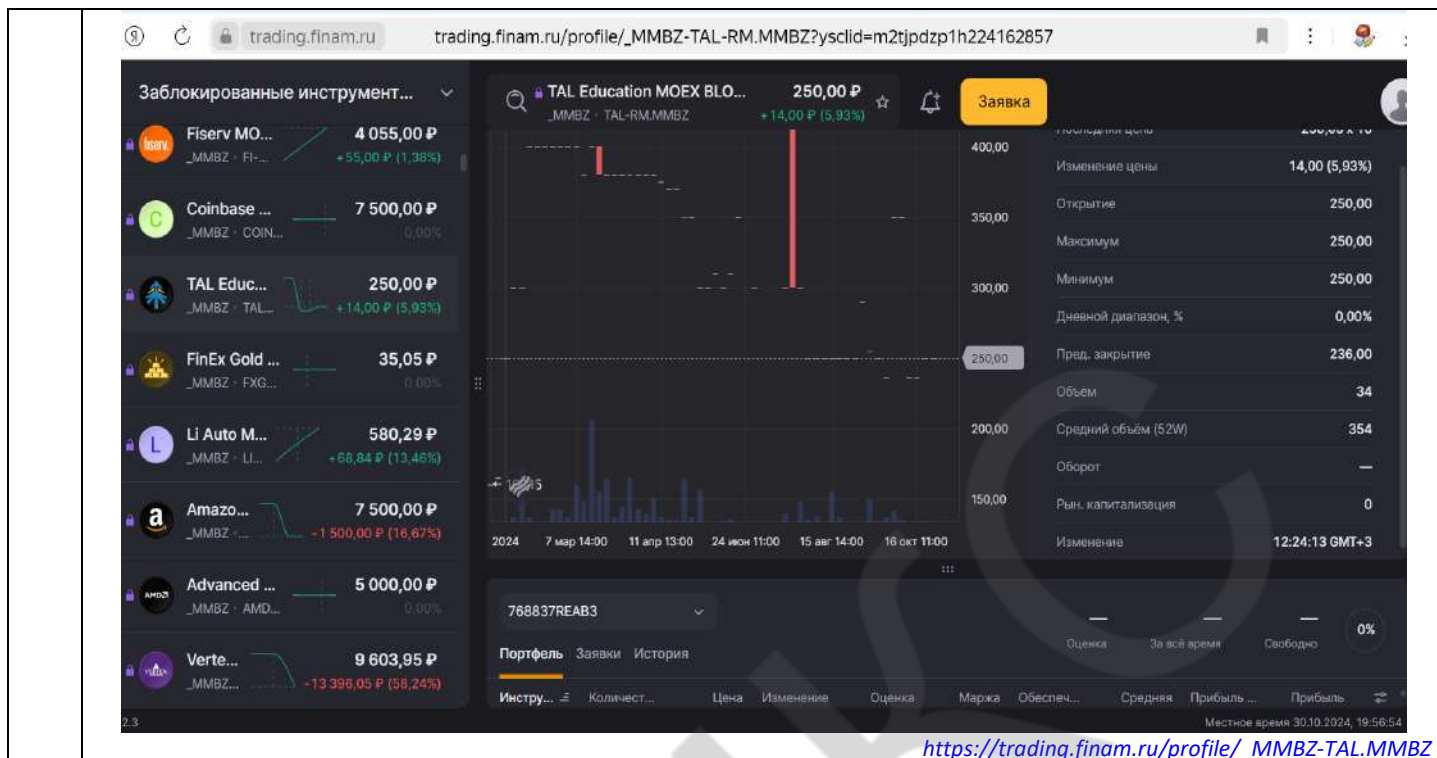 trading.finam.ru trading.finam.ru/profile/_MMBZ-TAL-RM.MMBZ?ysclid=m2tjpdzp1h224162857
Заблокированные инструмент...
Fiserv MO... 4 055,00 ₽
_MMBZ · FI-... +55,00 ₽ (1,38%)
Coinbase ... 7 500,00 ₽
_MMBZ · COIN... 0,00%
TAL Educ... 250,00 ₽
_MMBZ · TAL... +14,00 ₽ (5,93%)
FinEx Gold ... 35,05 ₽
_MMBZ · FXG... 0,00%
Li Auto M... 580,29 ₽
_MMBZ · LI... +68,84 ₽ (13,46%)
Amazo... 7 500,00 ₽
_MMBZ ·... -1 500,00 ₽ (16,67%)
Advanced ... 5 000,00 ₽
_MMBZ · AMD... 0,00%
Verte... 9 603,95 ₽
_MMBZ... -13 396,05 ₽ (58,24%)
2.3
TAL Education MOEX BLO... 250,00 ₽
_MMBZ · TAL-RM.MMBZ +14,00 ₽ (5,93%)
Заявка
400,00
350,00
300,00
250,00
200,00
150,00
2024 7 мар 14:00 11 апр 13:00 24 июн 11:00 15 авг 14:00 16 окт 11:00
Последняя цена 250,00 x 10
Изменение цены 14,00 (5,93%)
Открытие 250,00
Максимум 250,00
Минимум 250,00
Дневной диапазон, % 0,00%
Пред. закрытие 236,00
Объем 34
Средний объём (52W) 354
Оборот —
Рын. капитализация 0
Изменение 12:24:13 GMT+3
768837REAB3
— — — 0%
Оценка За всё время Свободно
Портфель Заявки История
Инстру... Количест... Цена Изменение Оценка Маржа Обеспеч... Средняя Прибыль ... Прибыль
Местное время 30.10.2024, 19:56:54
https://trading.finam.ru/profile/_MMBZ-TAL.MMBZ